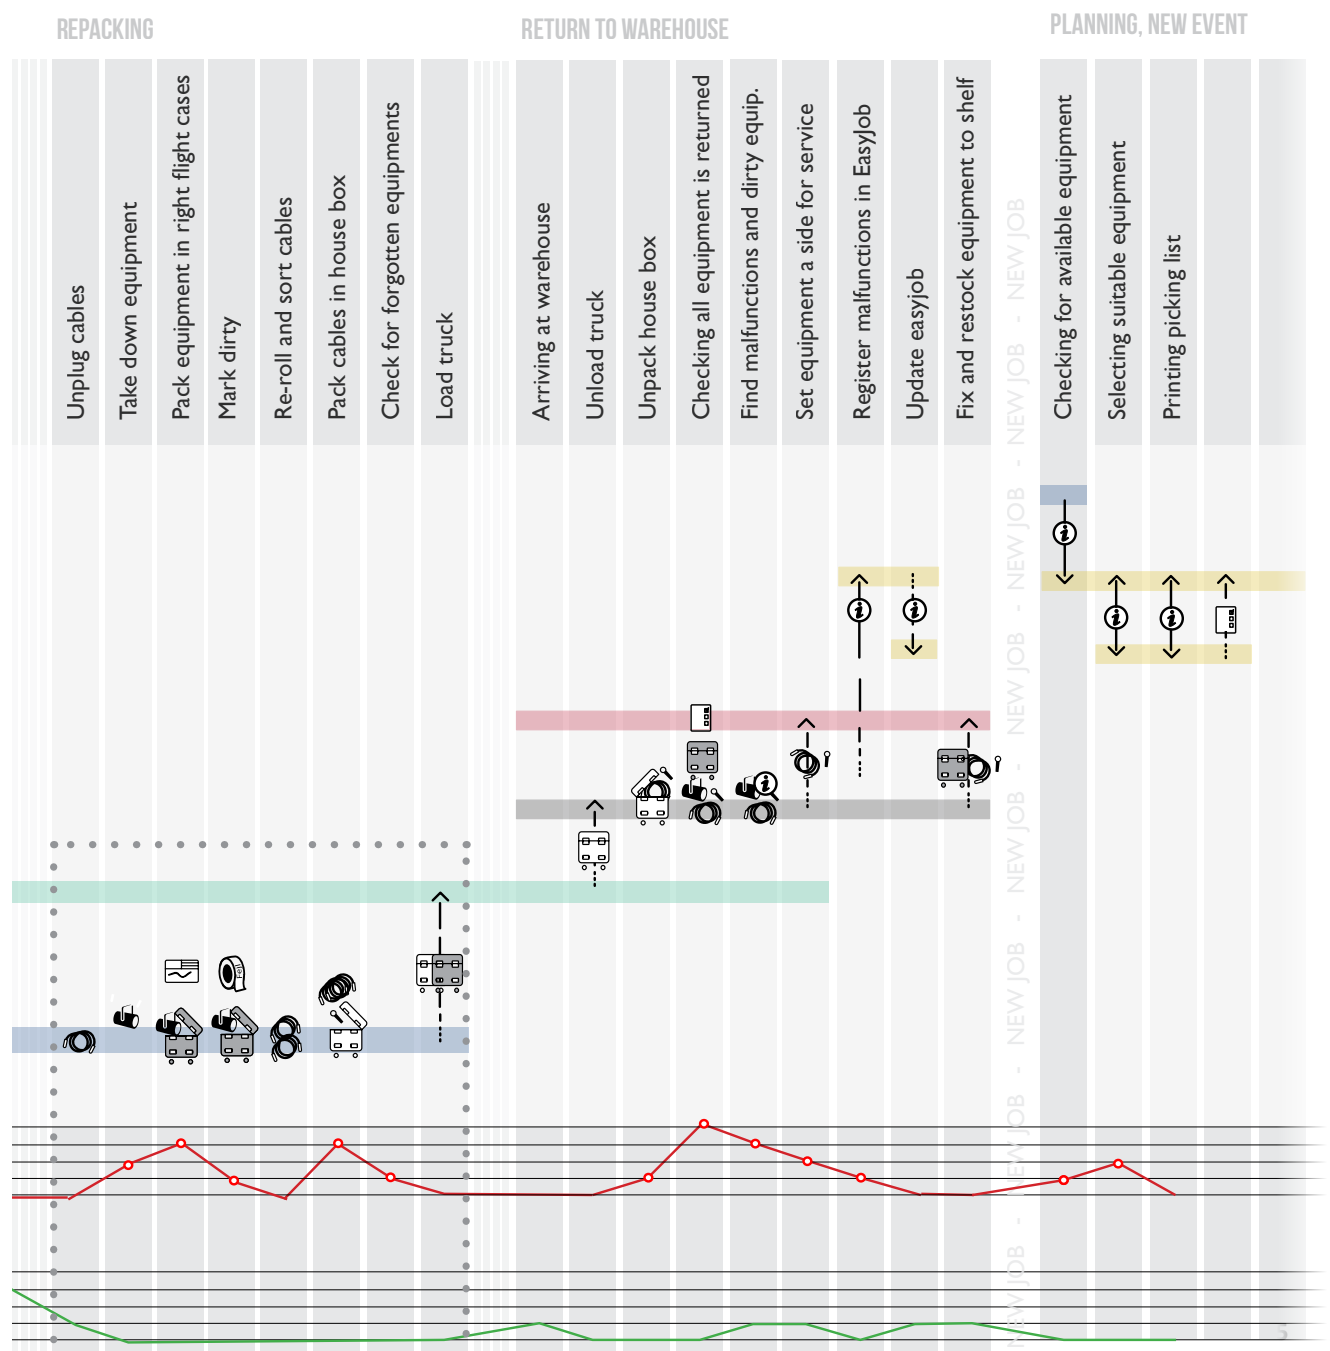 REPACKING
RETURN TO WAREHOUSE
PLANNING, NEW EVENT
Unplug cables
Take down equipment
Pack equipment in right flight cases
Mark dirty
Re-roll and sort cables
Pack cables in house box
Check for forgotten equipments
Load truck
Arriving at warehouse
Unload truck
Unpack house box
Checking all equipment is returned
Find malfunctions and dirty equip.
Set equipment a side for service
Register malfunctions in EasyJob
Update easyjob
Fix and restock equipment to shelf
NEW JOB - NEW JOB - NEW JOB - NEW JOB - NEW JOB - NEW JOB - NEW JOB - NEW JOB
Checking for available equipment
Selecting suitable equipment
Printing picking list
i
i
i
i
i
i
5